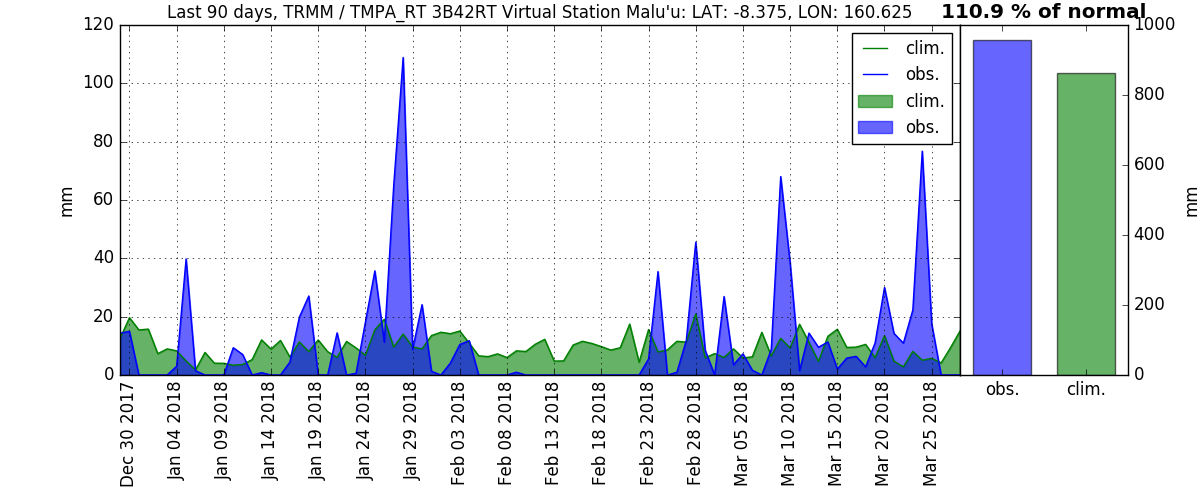 Last 90 days, TRMM / TMPA_RT 3B42RT Virtual Station Malu'u: LAT: -8.375, LON: 160.625
110.9 % of normal
120
100
80
60
40
20
0
mm
clim.
obs.
clim.
obs.
Dec 30 2017
Jan 04 2018
Jan 09 2018
Jan 14 2018
Jan 19 2018
Jan 24 2018
Jan 29 2018
Feb 03 2018
Feb 08 2018
Feb 13 2018
Feb 18 2018
Feb 23 2018
Feb 28 2018
Mar 05 2018
Mar 10 2018
Mar 15 2018
Mar 20 2018
Mar 25 2018
1000
800
600
400
200
0
mm
obs.
clim.